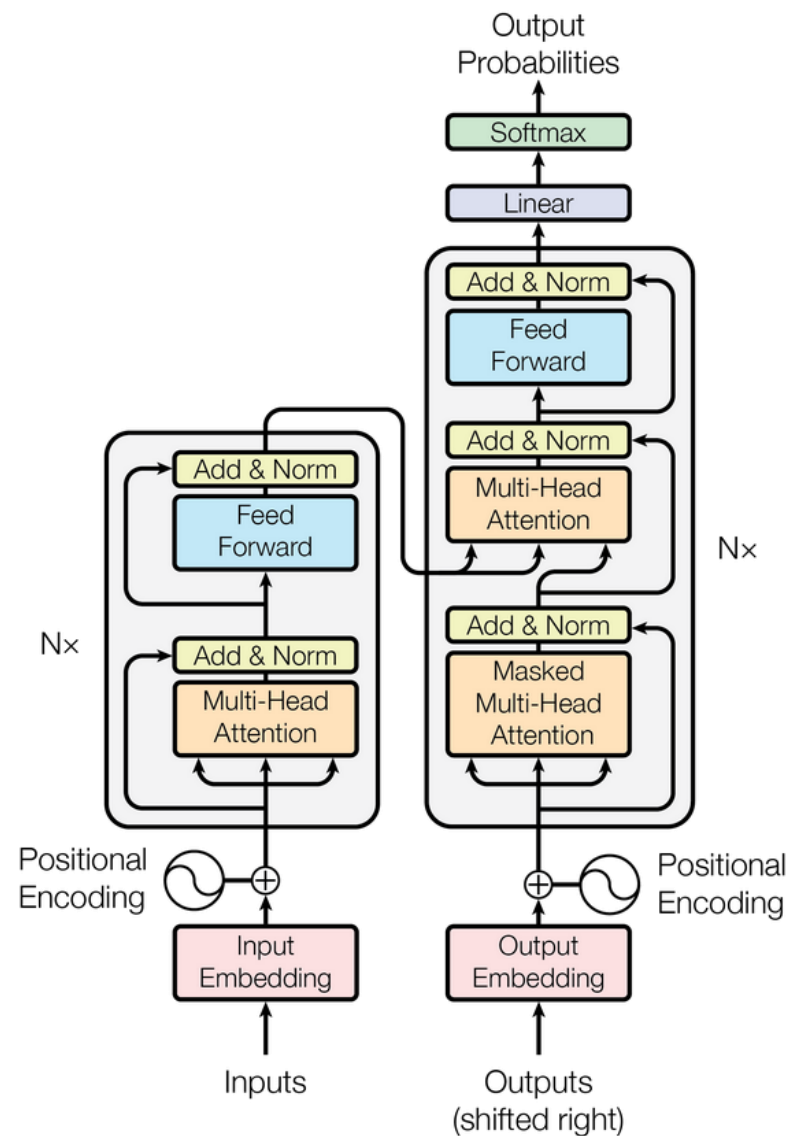 Output
Probabilities
Softmax
Linear
Add & Norm
Feed
Forward
Add & Norm
Multi-Head
Attention
Add & Norm
Masked
Multi-Head
Attention
Nx
Add & Norm
Feed
Forward
Add & Norm
Multi-Head
Attention
Nx
Positional
Encoding
Positional
Encoding
Input
Embedding
Output
Embedding
Inputs
Outputs
(shifted right)